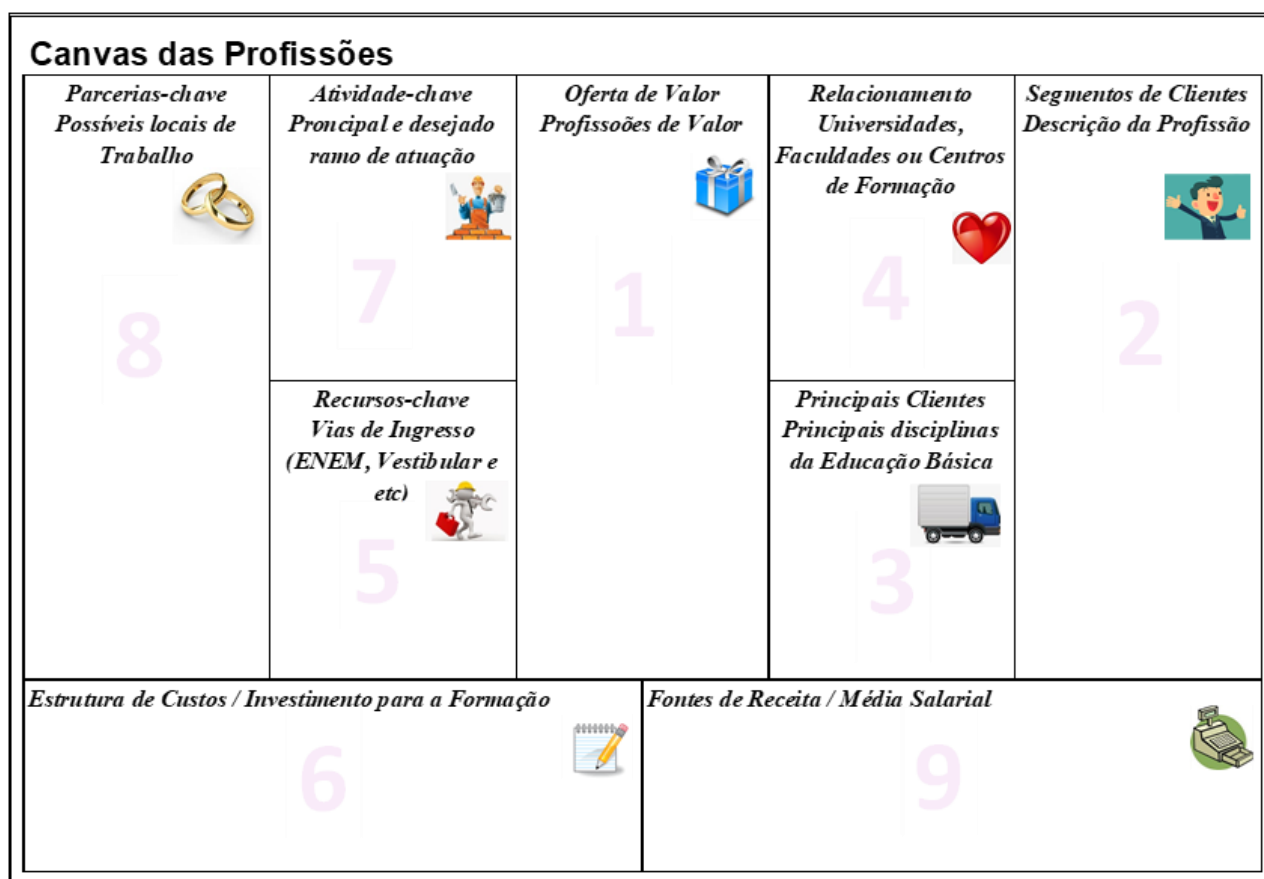 Canvas das Profissões
Parcerias-chave
Possíveis locais de
Trabalho
8
Atividade-chave
Proncipal e desejado
ramo de atuação
7
Oferta de Valor
Profissoões de Valor
1
Relacionamento
Universidades,
Faculdades ou Centros
de Formação
4
Segmentos de Clientes
Descrição da Profissão
2
Recursos-chave
Vias de Ingresso
(ENEM, Vestibular e
etc)
5
Principais Clientes
Principais disciplinas
da Educação Básica
3
Estrutura de Custos / Investimento para a Formação
6
Fontes de Receita / Média Salarial
9